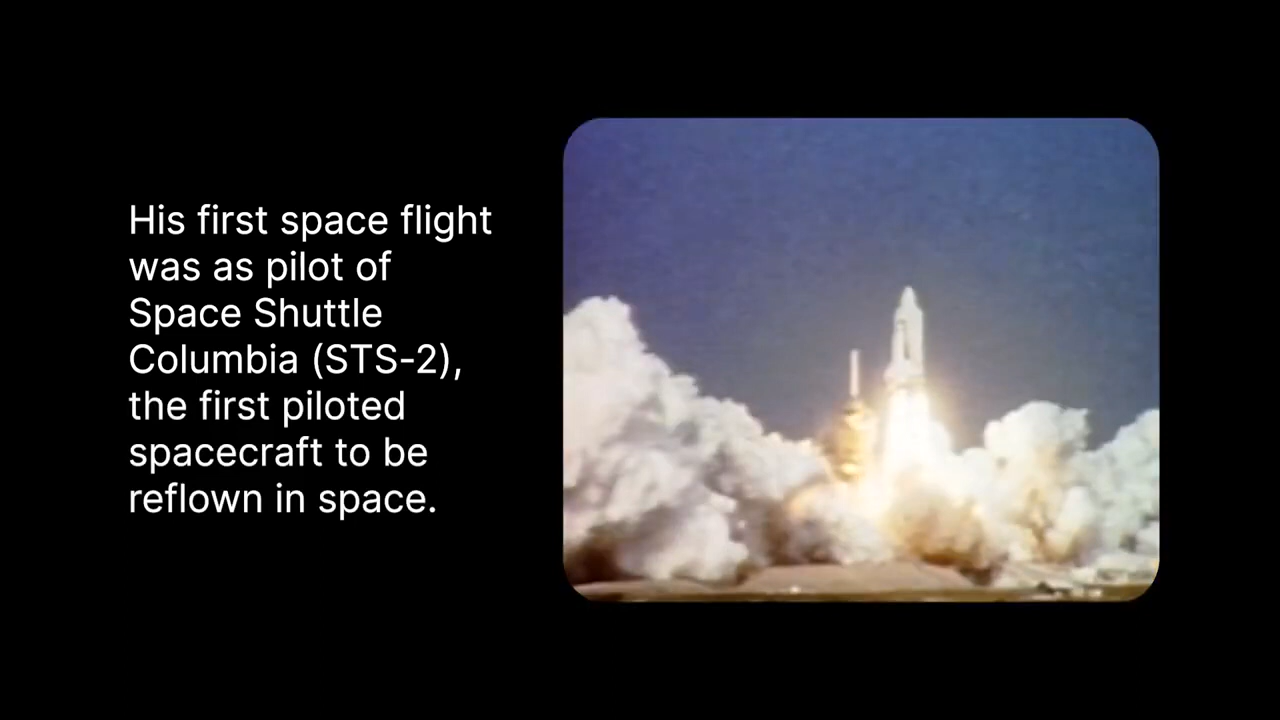 His first space flight
was as pilot of
Space Shuttle
Columbia (STS-2),
the first piloted
spacecraft to be
reflown in space.